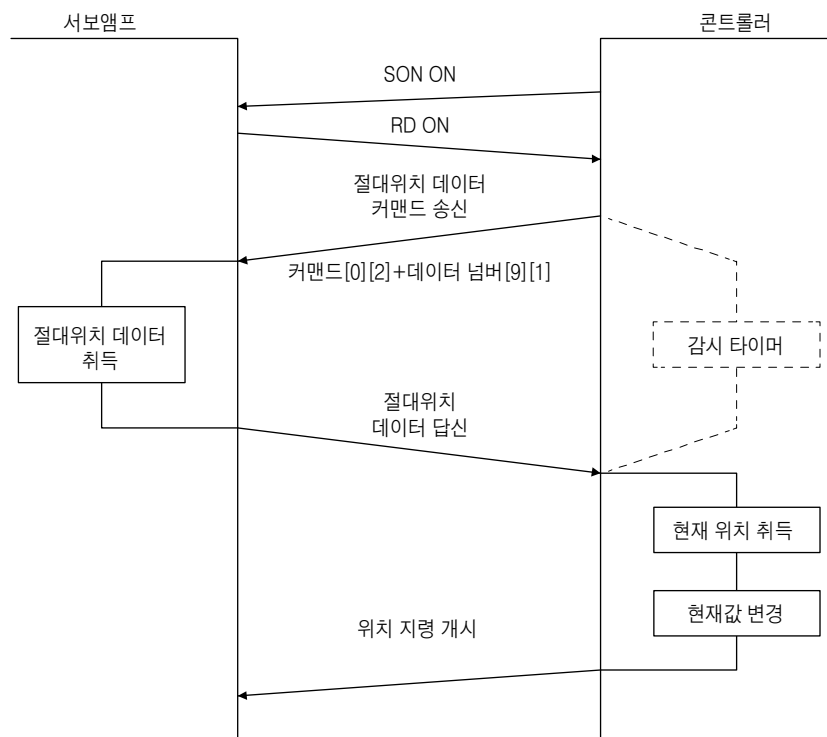 서보앰프
콘트롤러
SON ON
RD ON
절대위치 데이터
커맨드 송신
커맨드[0][2]+데이터 넘버[9][1]
절대위치 데이터
취득
감시 타이머
절대위치
데이터 답신
현재 위치 취득
현재값 변경
위치 지령 개시